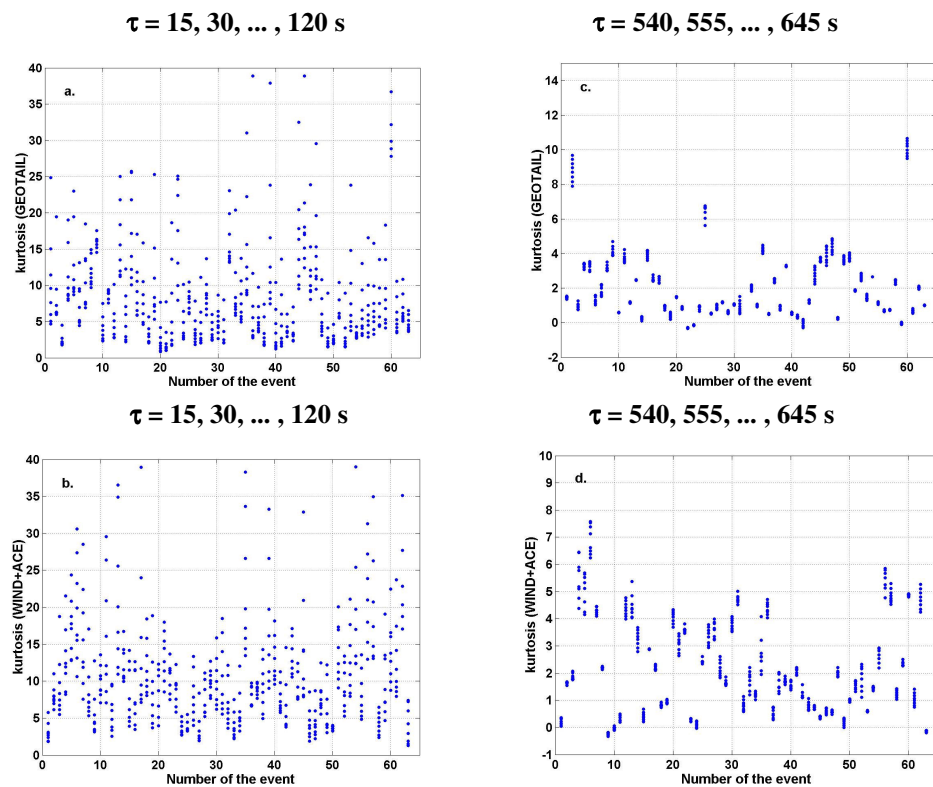 τ = 15, 30, ... , 120 s
τ = 540, 555, ... , 645 s
a.
40
35
30
25
20
15
10
5
0
0 10 20 30 40 50 60
kurtosis (GEOTAIL)
Number of the event
c.
14
12
10
8
6
4
2
0
-2
0 10 20 30 40 50 60
kurtosis (GEOTAIL)
Number of the event
τ = 15, 30, ... , 120 s
τ = 540, 555, ... , 645 s
b.
40
35
30
25
20
15
10
5
0
0 10 20 30 40 50 60
kurtosis (WIND+ACE)
Number of the event
d.
10
9
8
7
6
5
4
3
2
1
0
-1
0 10 20 30 40 50 60
kurtosis (WIND+ACE)
Number of the event